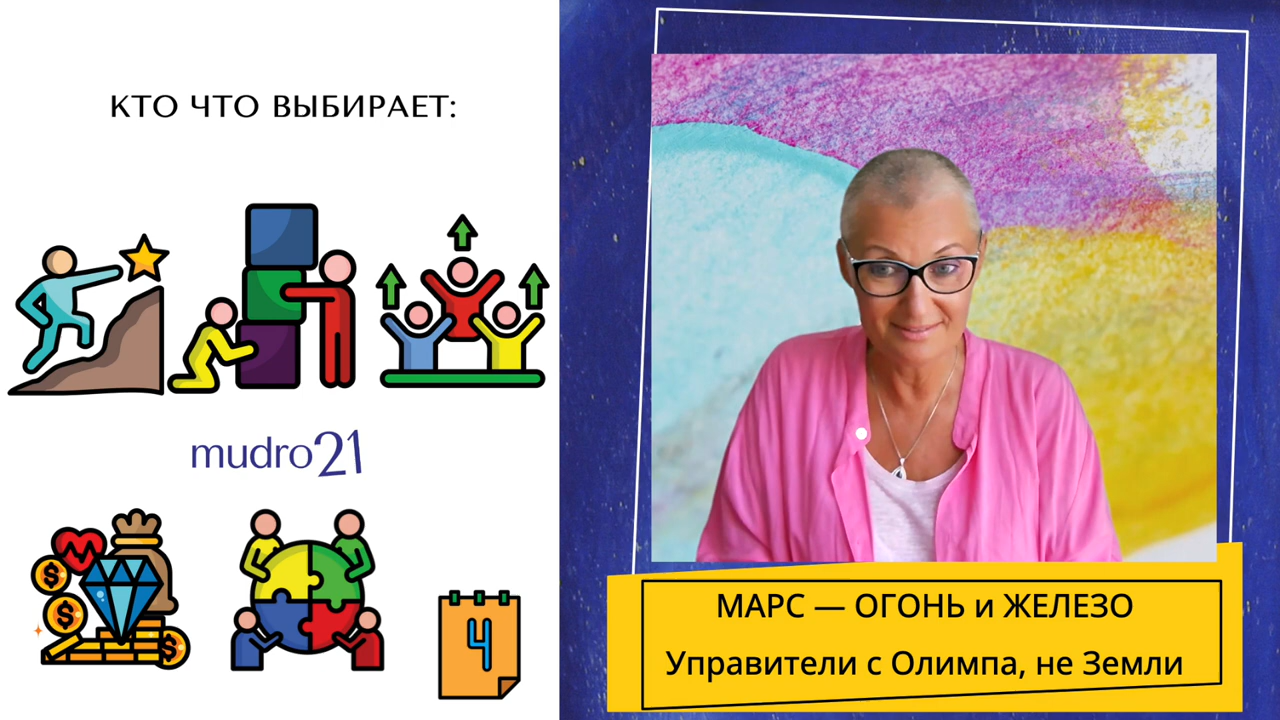 КТО ЧТО ВЫБИРАЕТ:
mudro21
$
$
$
4
МАРС — ОГОНЬ и ЖЕЛЕЗО
Управители с Олимпа, не Земли